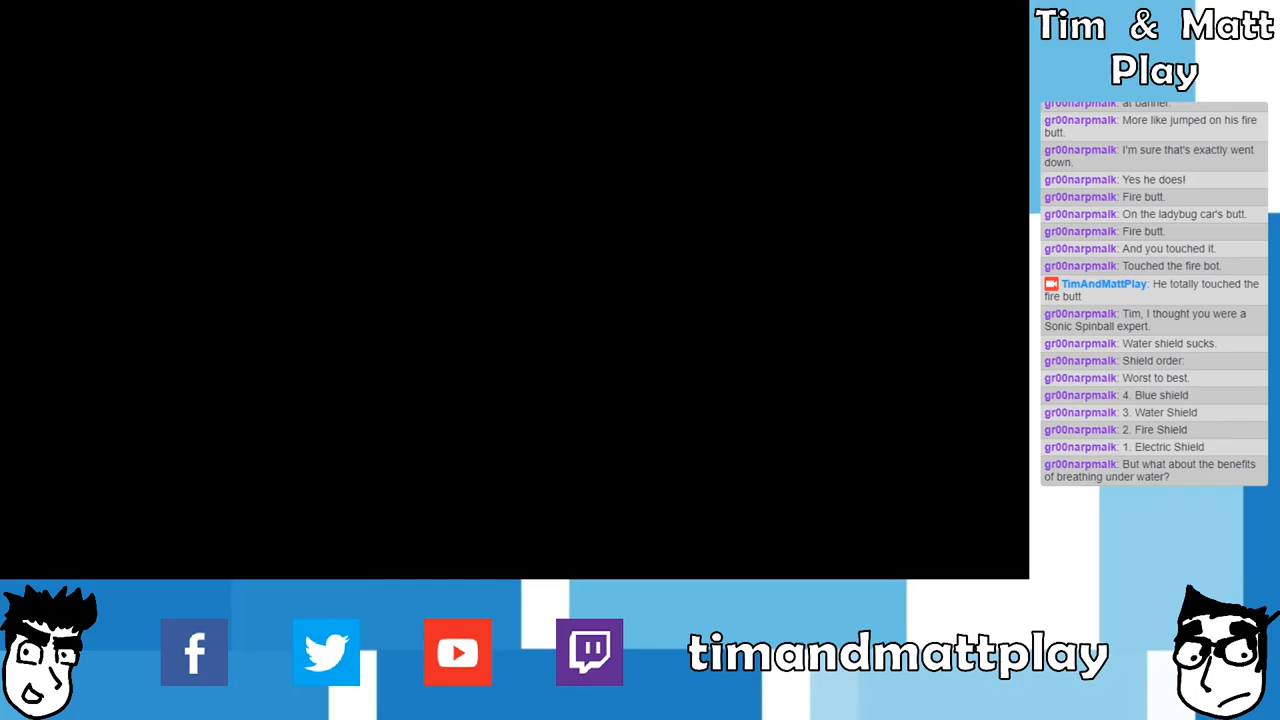 Tim & Matt
Play
gr00narpmalk: at banner.
gr00narpmalk: More like jumped on his fire
butt.
gr00narpmalk: I'm sure that's exactly went
down.
gr00narpmalk: Yes he does!
gr00narpmalk: Fire butt.
gr00narpmalk: On the ladybug car's butt.
gr00narpmalk: Fire butt.
gr00narpmalk: And you touched it.
gr00narpmalk: Touched the fire bot.
TimAndMattPlay: He totally touched the
fire butt
gr00narpmalk: Tim, I thought you were a
Sonic Spinball expert.
gr00narpmalk: Water shield sucks.
gr00narpmalk: Shield order:
gr00narpmalk: Worst to best.
gr00narpmalk: 4. Blue shield
gr00narpmalk: 3. Water Shield
gr00narpmalk: 2. Fire Shield
gr00narpmalk: 1. Electric Shield
gr00narpmalk: But what about the benefits
of breathing under water?
timandmattplay